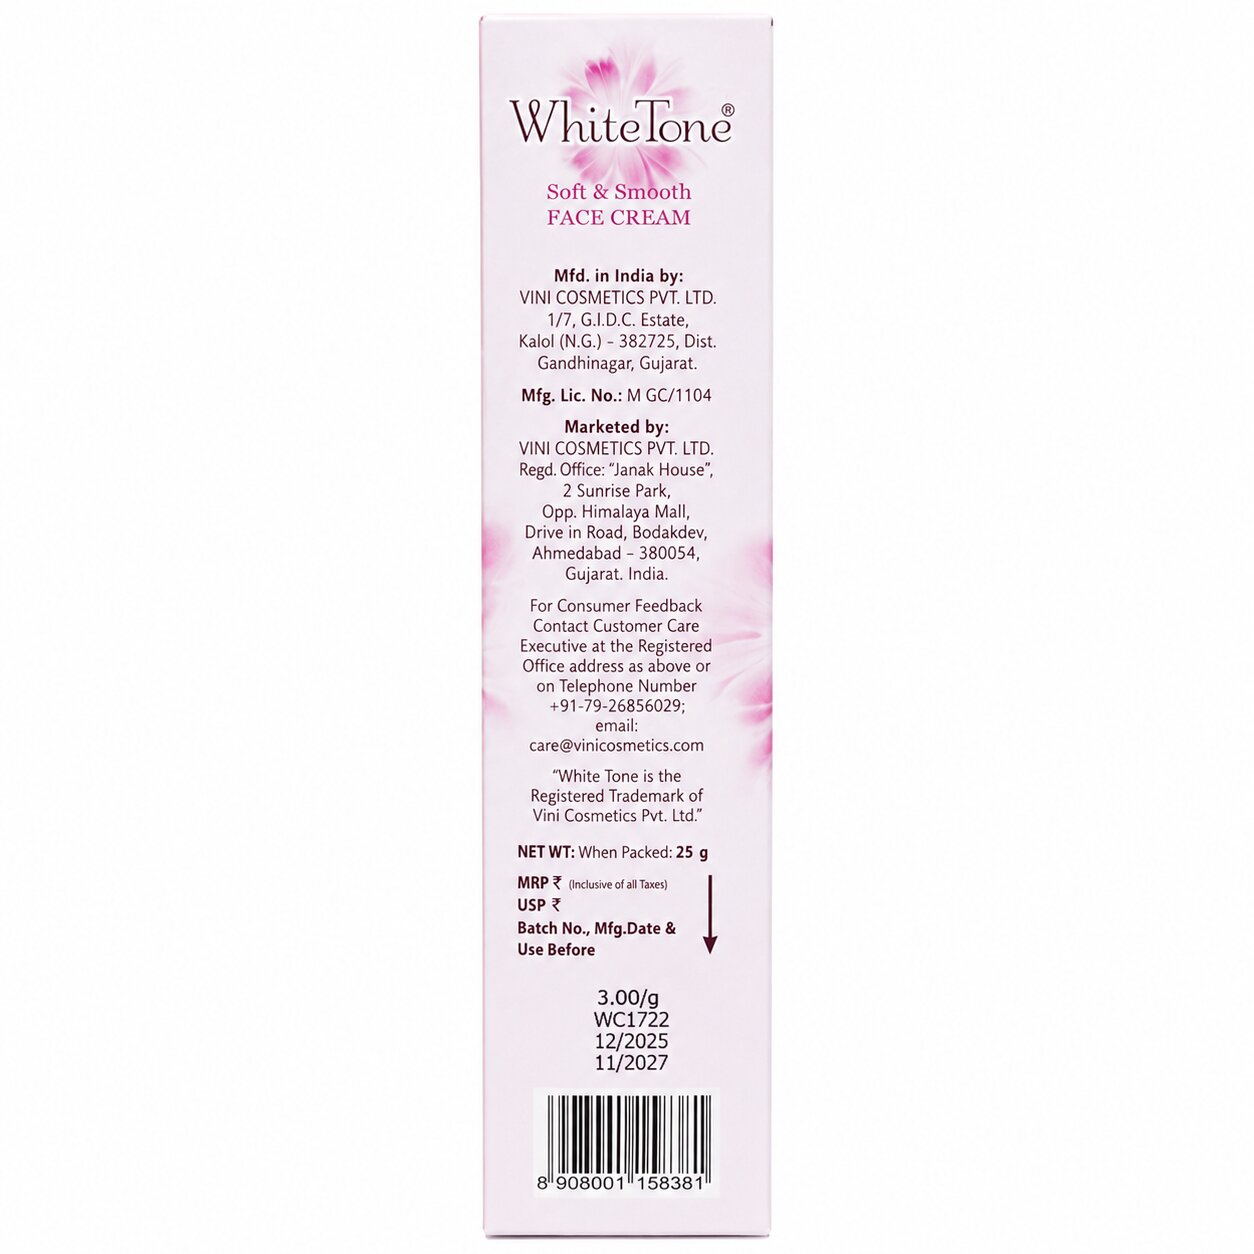 WhiteTone®
Soft & Smooth
FACE CREAM
Mfd. in India by:
VINI COSMETICS PVT. LTD.
1/7, G.I.D.C. Estate,
Kalol (N.G.) – 382725, Dist.
Gandhinagar, Gujarat.
Mfg. Lic. No.: M GC/1104
Marketed by:
VINI COSMETICS PVT. LTD.
Regd. Office: “Janak House”,
2 Sunrise Park,
Opp. Himalaya Mall,
Drive in Road, Bodakdev,
Ahmedabad – 380054,
Gujarat. India.
For Consumer Feedback
Contact Customer Care
Executive at the Registered
Office address as above or
on Telephone Number
+91-79-26856029;
email:
care@vinicosmetics.com
“White Tone is the
Registered Trademark of
Vini Cosmetics Pvt. Ltd.”
NET WT: When Packed: 25 g
MRP ₹ (Inclusive of all Taxes)
USP ₹
Batch No., Mfg.Date &
Use Before
3.00/g
WC1722
12/2025
11/2027
8 908001 158381